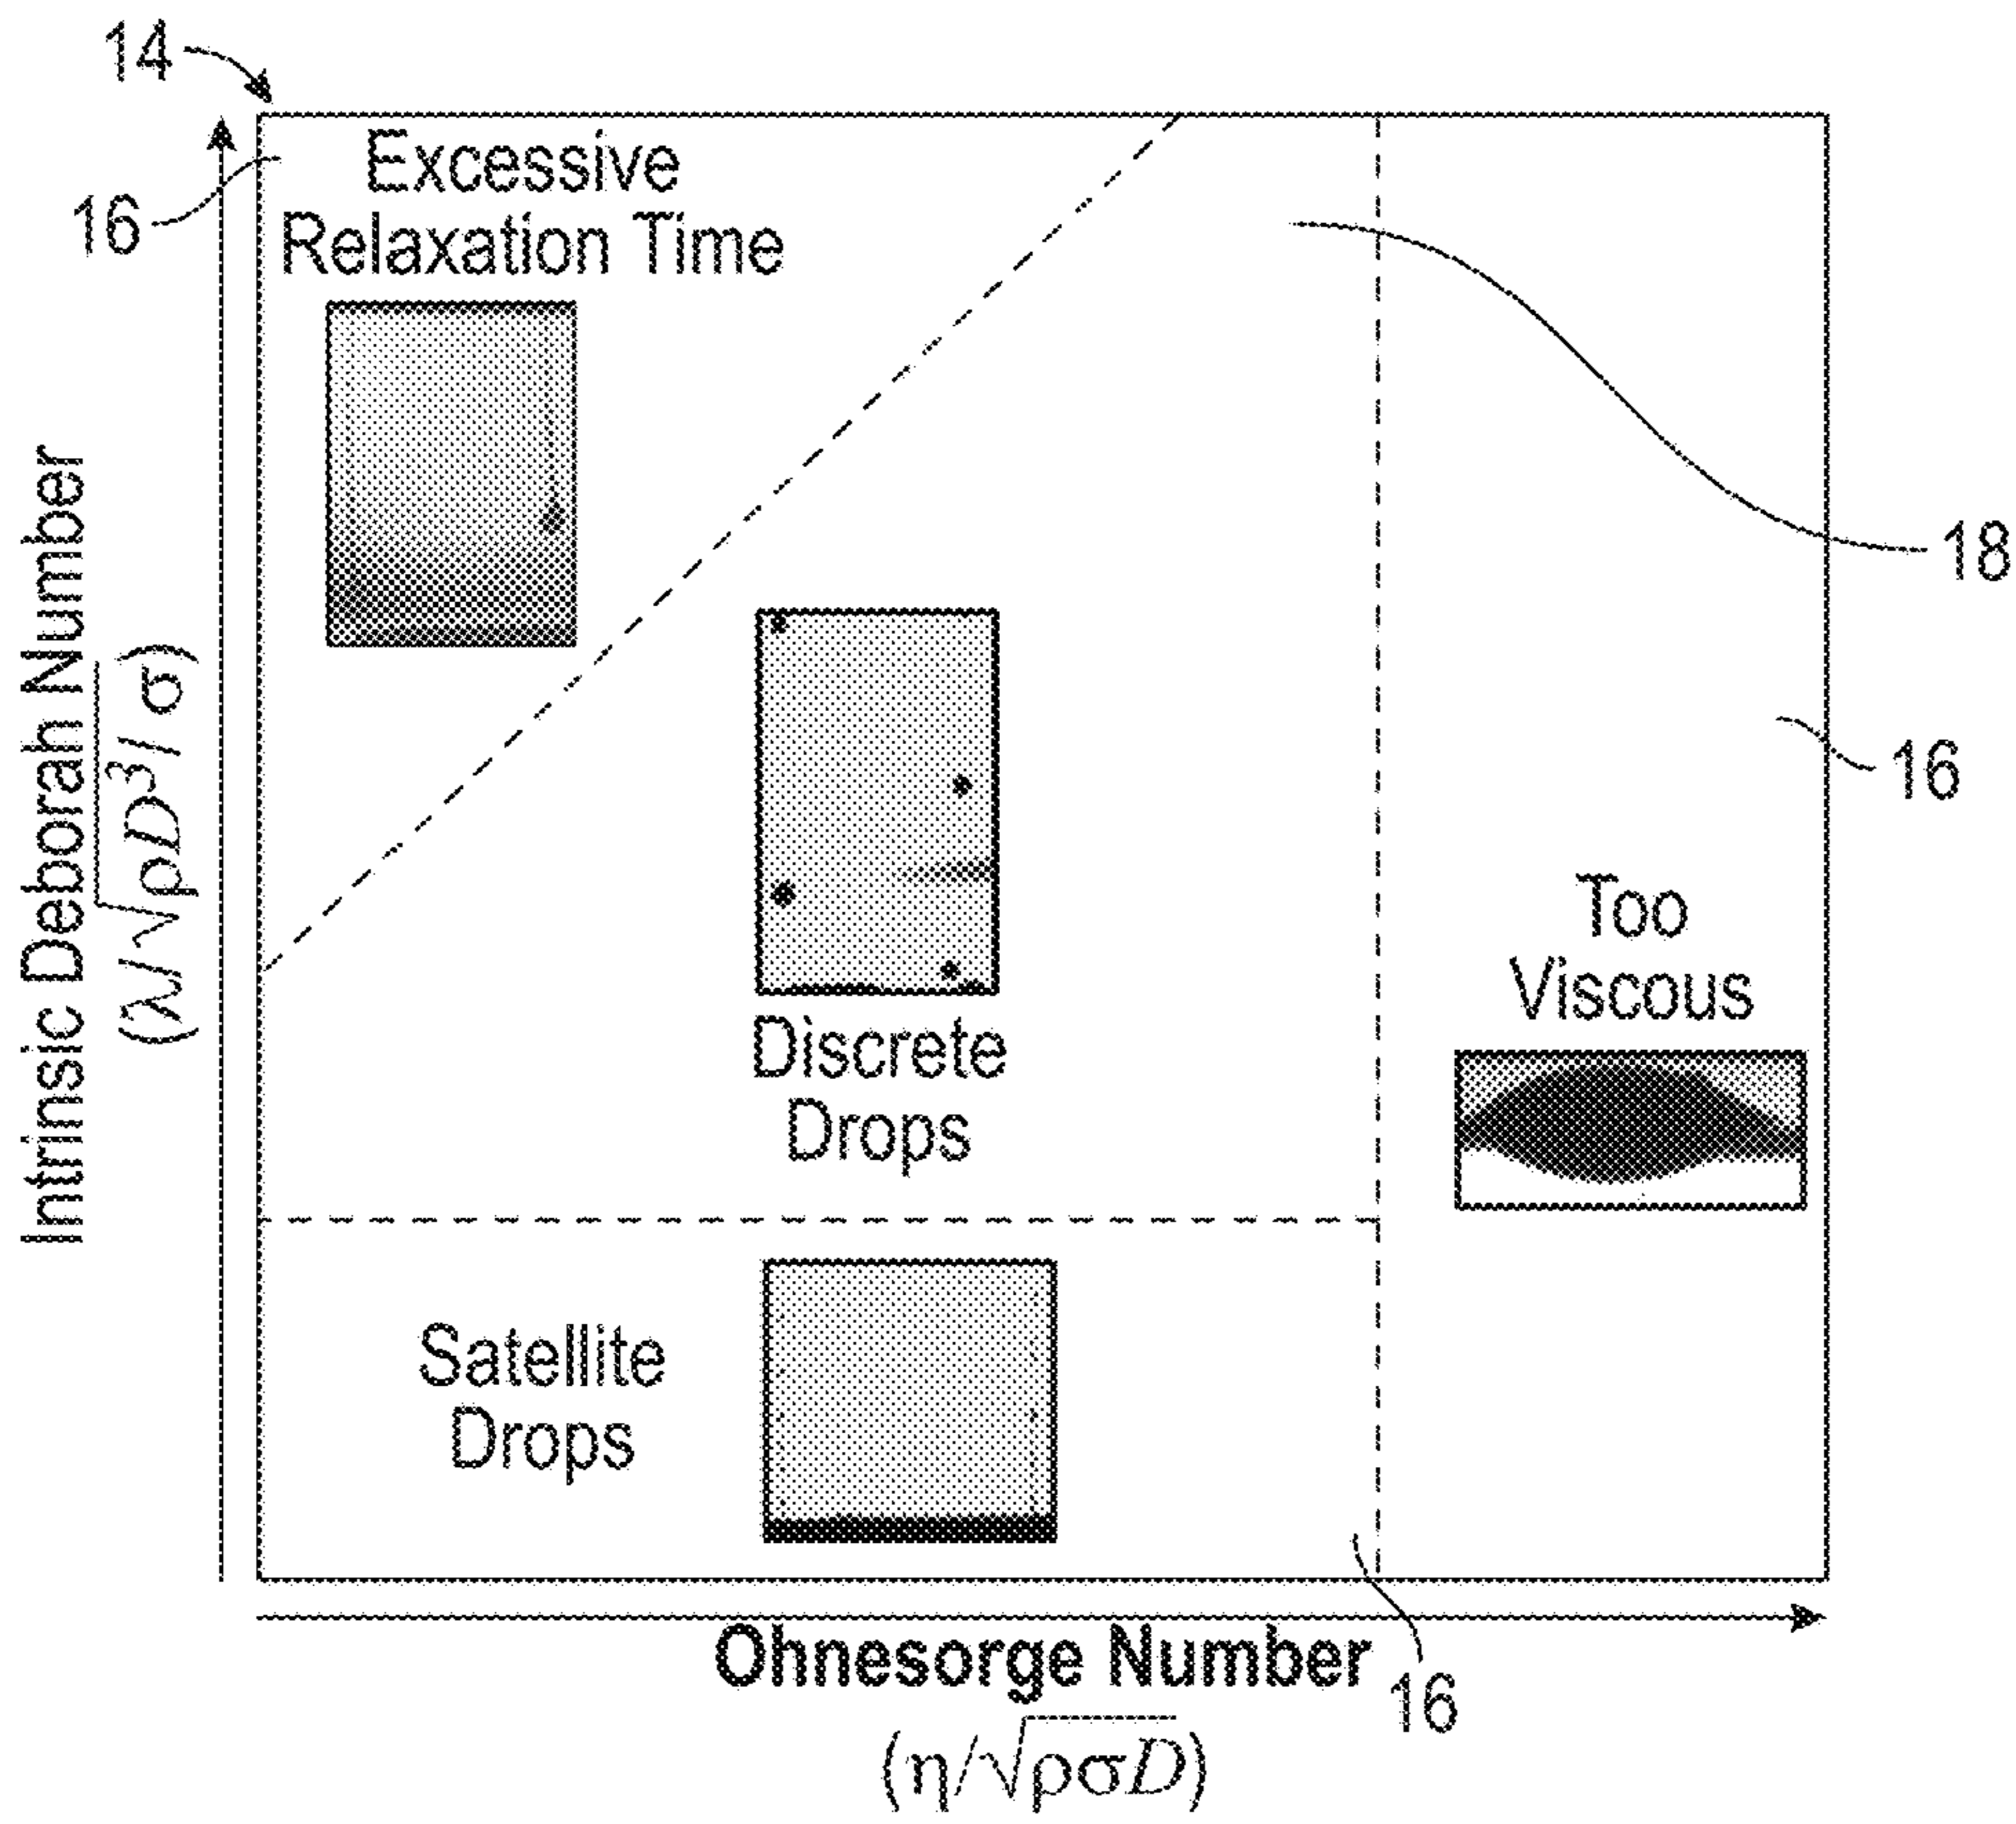 14
16
Excessive
Relaxation Time
18
16
Intrinsic Deborah Number
(λ/√ρD³/ σ)
Too
Viscous
Discrete
Drops
Satellite
Drops
Ohnesorge Number
16
(η/√ρσD)